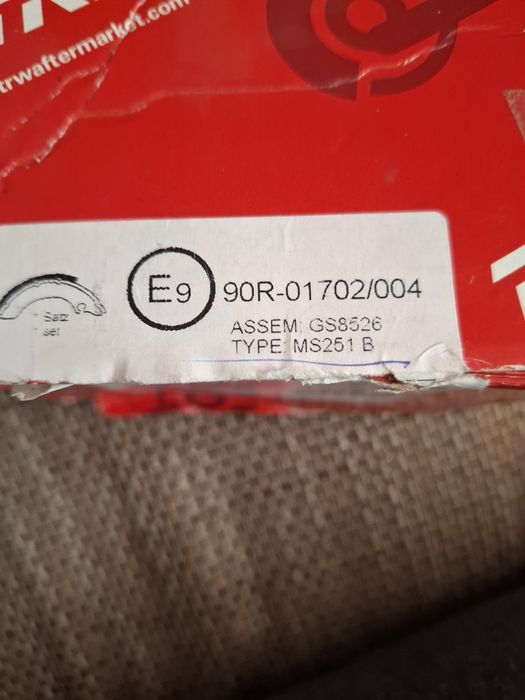 trwaftermarket.com
E9
90R-01702/004
Satz
set
ASSEM: GS8526
TYPE: MS251 B